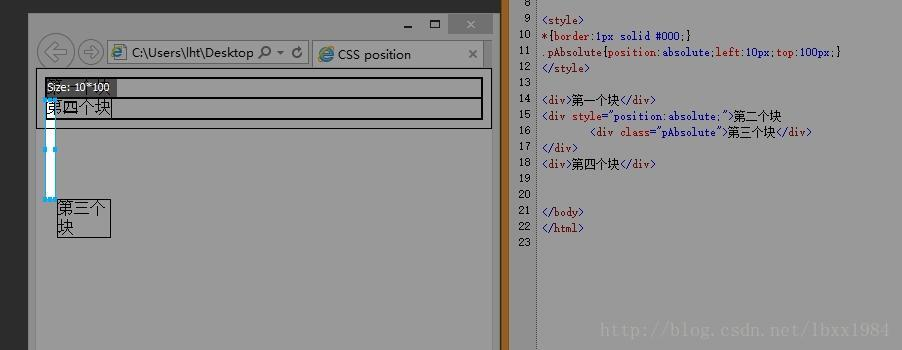 C:\Users\lht\Desktop
CSS position
Size: 10*100
第四个块
第三个
块
8
9 <style>
10 *{border:1px solid #000;}
11 .pAbsolute{position:absolute;left:10px;top:100px;}
12 </style>
13
14 <div>第一个块</div>
15 <div style="position:absolute;">第二个块
16 <div class="pAbsolute">第三个块</div>
17 </div>
18 <div>第四个块</div>
19
20
21 </body>
22 </html>
23
http://blog.csdn.net/lbxx1984